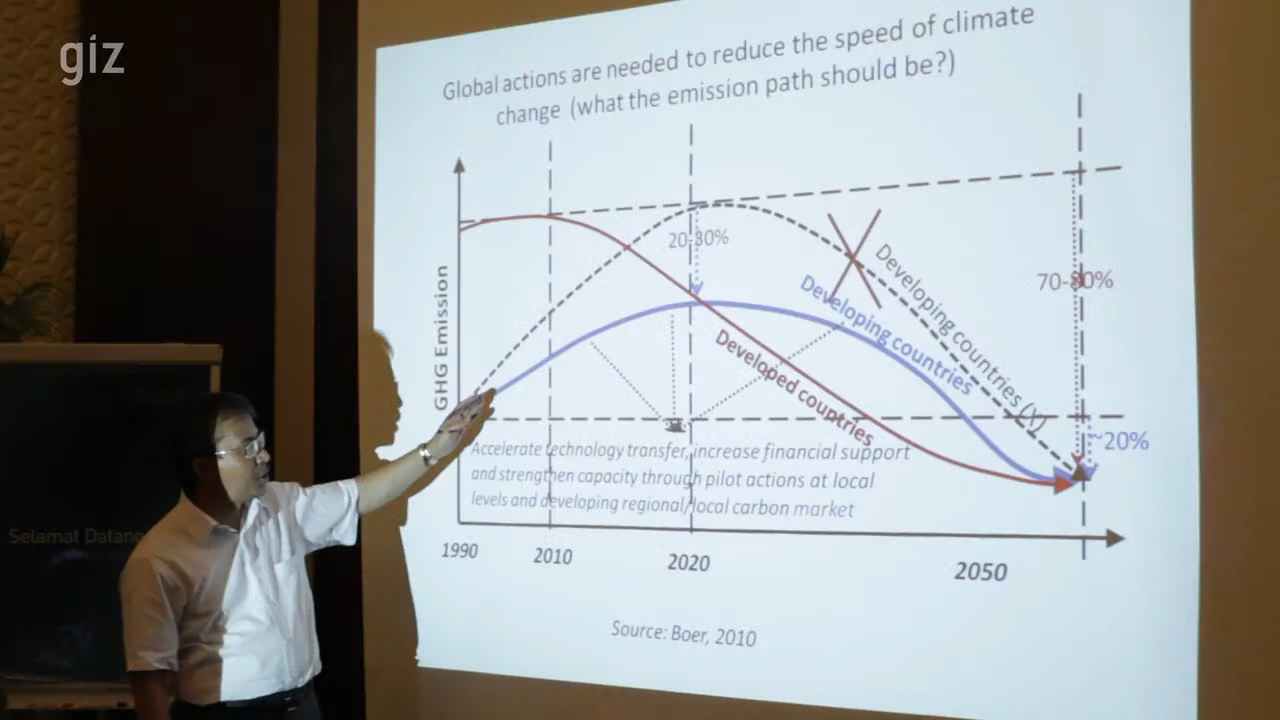 giz
Global actions are needed to reduce the speed of climate
change (what the emission path should be?)
GHG Emission
20-30%
70-80%
Developing countries (X)
Developing countries
Developed countries
~20%
Accelerate technology transfer, increase financial support
and strengthen capacity through pilot actions at local
levels and developing regional/local carbon market
1990
2010
2020
2050
Source: Boer, 2010
Selamat Datang